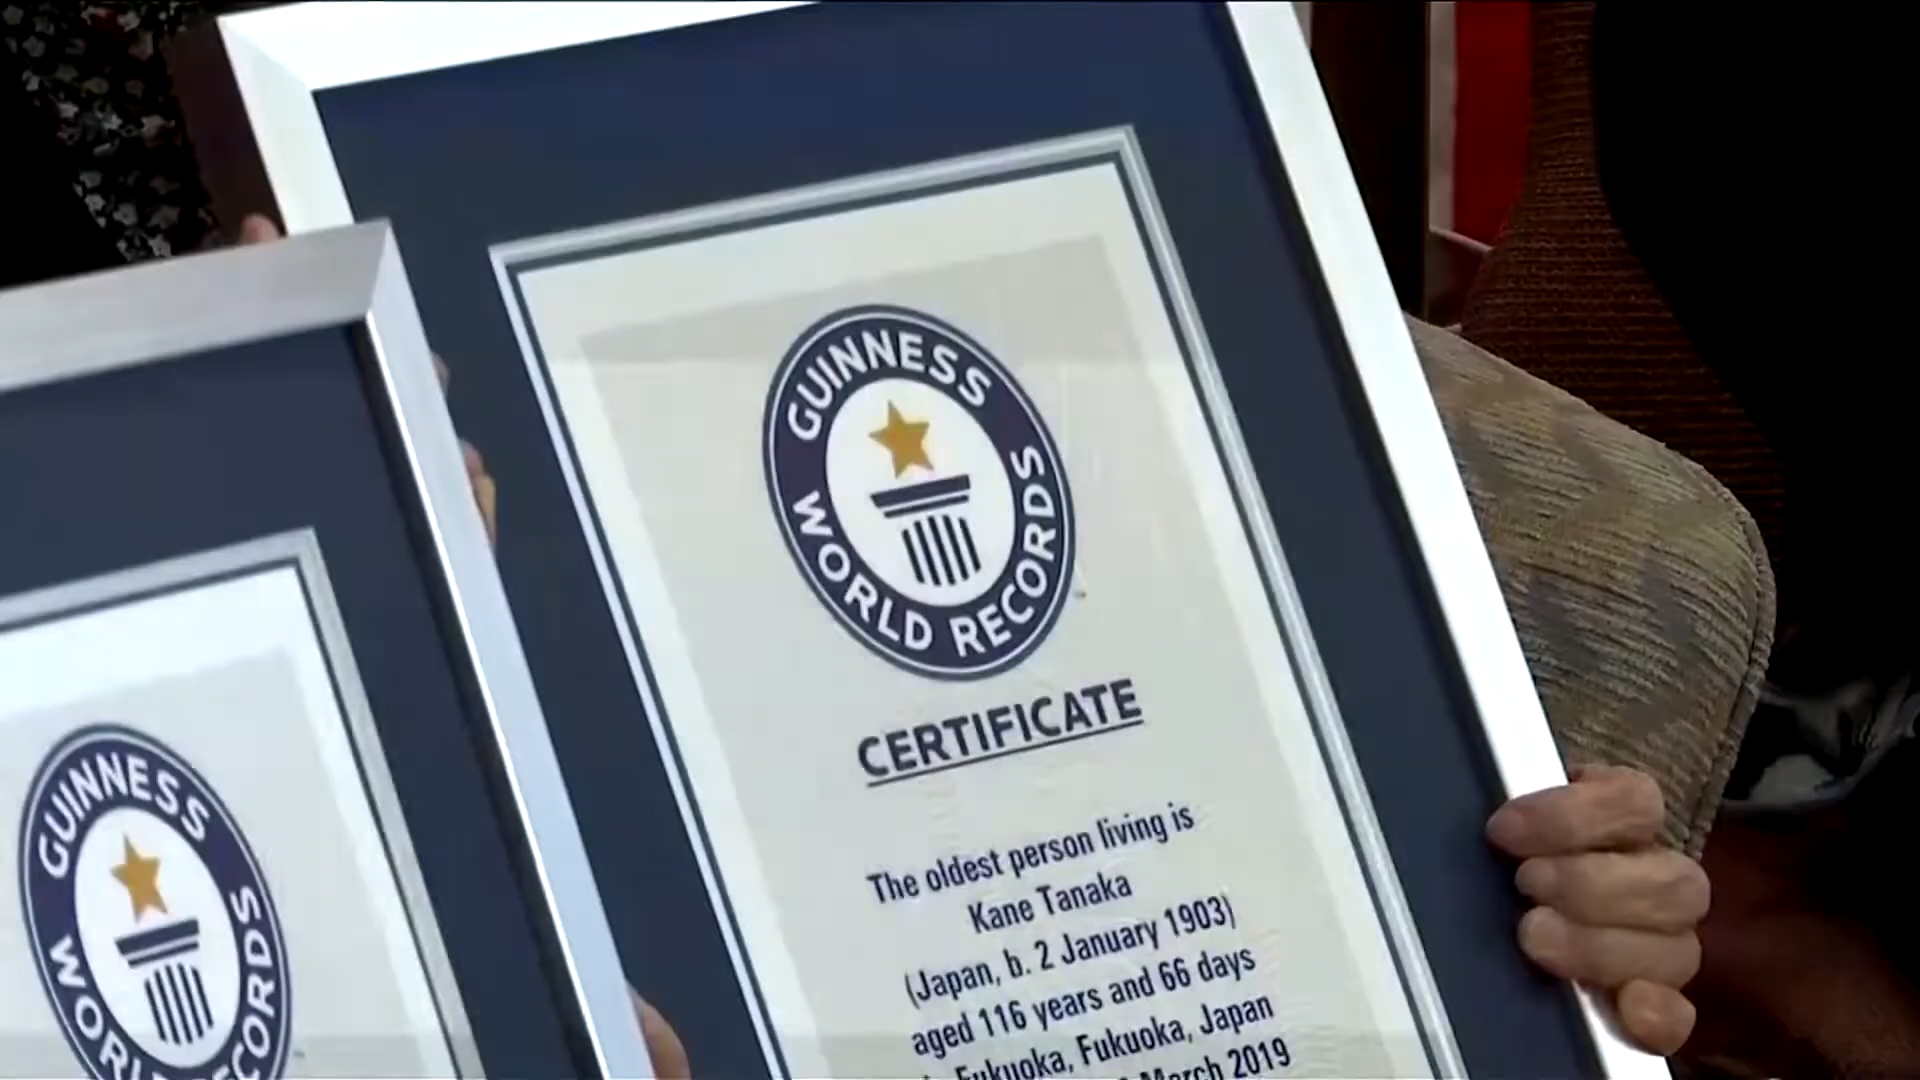 GUINNESS
WORLD RECORDS
CERTIFICATE
The oldest person living is
Kane Tanaka
(Japan, b. 2 January 1903)
aged 116 years and 66 days
Fukuoka, Fukuoka, Japan
March 2019
GUINNESS
WORLD RECORDS